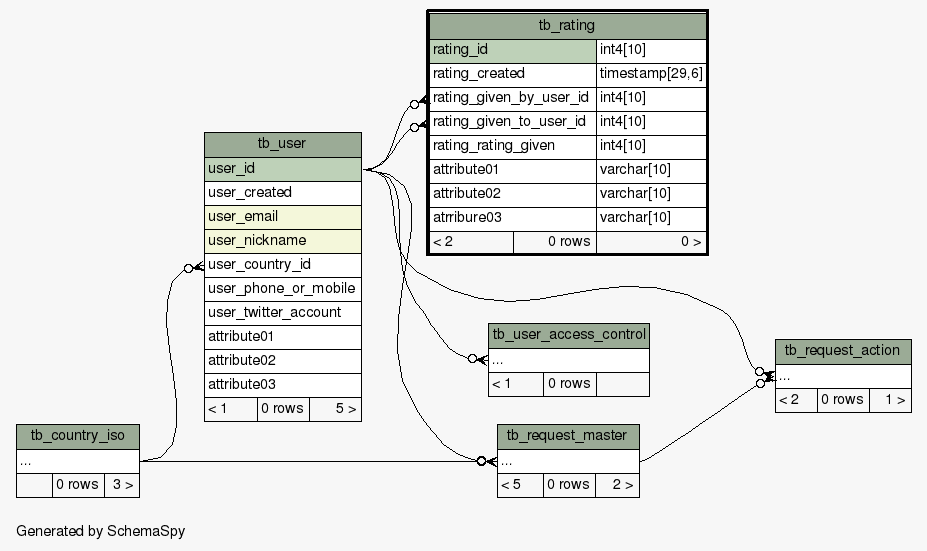 tb_rating
rating_id int4[10]
rating_created timestamp[29,6]
rating_given_by_user_id int4[10]
rating_given_to_user_id int4[10]
rating_rating_given int4[10]
attribute01 varchar[10]
attribute02 varchar[10]
atrribure03 varchar[10]
< 2 0 rows 0 >
tb_user
user_id
user_created
user_email
user_nickname
user_country_id
user_phone_or_mobile
user_twitter_account
attribute01
attribute02
attribute03
< 1 0 rows 5 >
tb_user_access_control
...
< 1 0 rows
tb_request_action
...
< 2 0 rows 1 >
tb_country_iso
...
0 rows 3 >
tb_request_master
...
< 5 0 rows 2 >
Generated by SchemaSpy